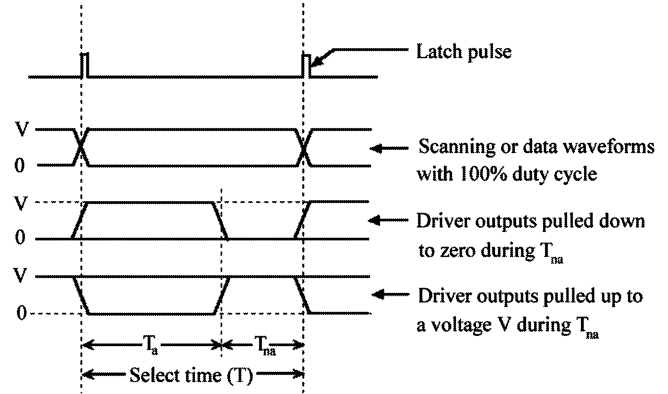 Latch pulse
V
0
Scanning or data waveforms
with 100% duty cycle
V
0
Driver outputs pulled down
to zero during Tna
V
0
Driver outputs pulled up to
a voltage V during Tna
Ta
Tna
Select time (T)